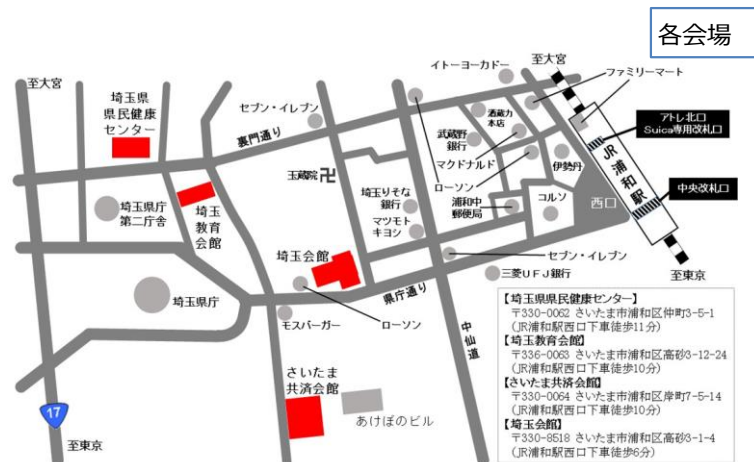 各会場
至大宮
イトーヨーカドー
至大宮
ファミリーマート
埼玉県
県民健康
センター
セブン・イレブン
裏門通り
酒蔵力
本店
武蔵野
銀行
マクドナルド
ローソン
伊勢丹
アトレ北口
Suica専用改札口
JR浦和駅
中央改札口
玉蔵院
埼玉県庁
第二庁舎
埼玉
教育
会館
埼玉りそな
銀行
マツモト
キヨシ
浦和中
郵便局
コルソ
西口
埼玉会館
セブン・イレブン
三菱UFJ銀行
至東京
埼玉県庁
県庁通り
モスバーガー
ローソン
中仙道
さいたま
共済会館
あけぼのビル
17
至東京
【埼玉県県民健康センター】
〒330-0062 さいたま市浦和区仲町3-5-1
(JR浦和駅西口下車徒歩11分)
【埼玉教育会館】
〒336-0063 さいたま市浦和区高砂3-12-24
(JR浦和駅西口下車徒歩10分)
【さいたま共済会館】
〒330-0064 さいたま市浦和区岸町7-5-14
(JR浦和駅西口下車徒歩10分)
【埼玉会館】
〒330-8518 さいたま市浦和区高砂3-1-4
(JR浦和駅西口下車徒歩6分)